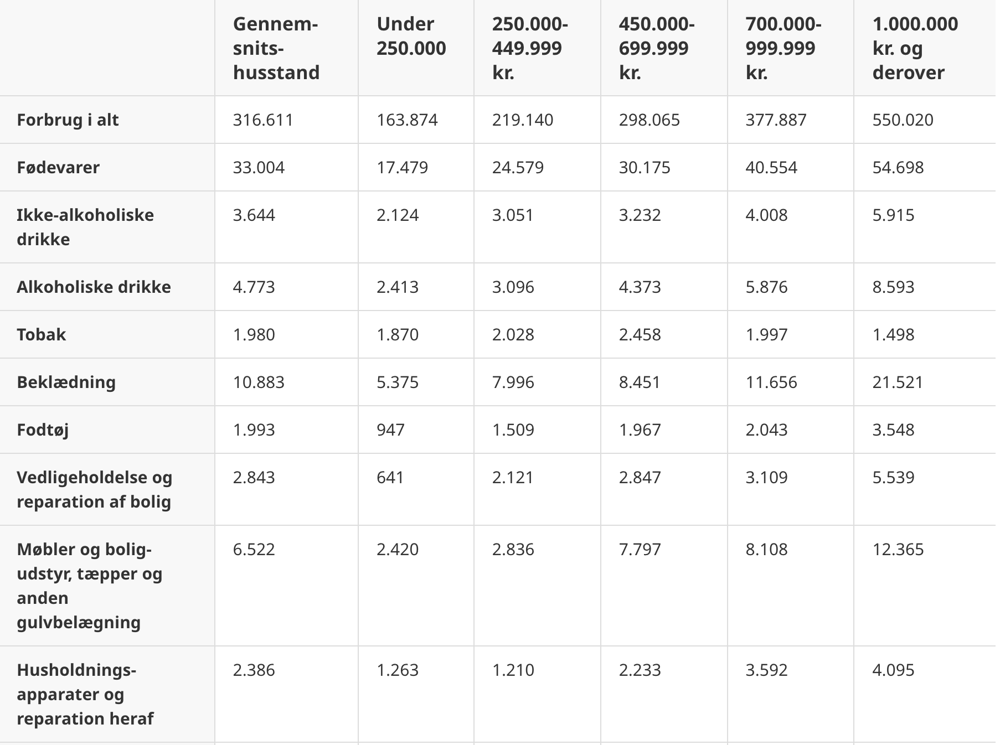 Gennem-
snits-
husstand
Under
250.000
250.000-
449.999
kr.
450.000-
699.999
kr.
700.000-
999.999
kr.
1.000.000
kr. og
derover
Forbrug i alt 316.611 163.874 219.140 298.065 377.887 550.020
Fødevarer 33.004 17.479 24.579 30.175 40.554 54.698
Ikke-alkoholiske 3.644 2.124 3.051 3.232 4.008 5.915
drikke
Alkoholiske drikke 4.773 2.413 3.096 4.373 5.876 8.593
Tobak 1.980 1.870 2.028 2.458 1.997 1.498
Beklædning 10.883 5.375 7.996 8.451 11.656 21.521
Fodtøj 1.993 947 1.509 1.967 2.043 3.548
Vedligeholdelse og 2.843 641 2.121 2.847 3.109 5.539
reparation af bolig
Møbler og bolig- 6.522 2.420 2.836 7.797 8.108 12.365
udstyr, tæpper og
anden
gulvbelægning
Husholdnings- 2.386 1.263 1.210 2.233 3.592 4.095
apparater og
reparation heraf